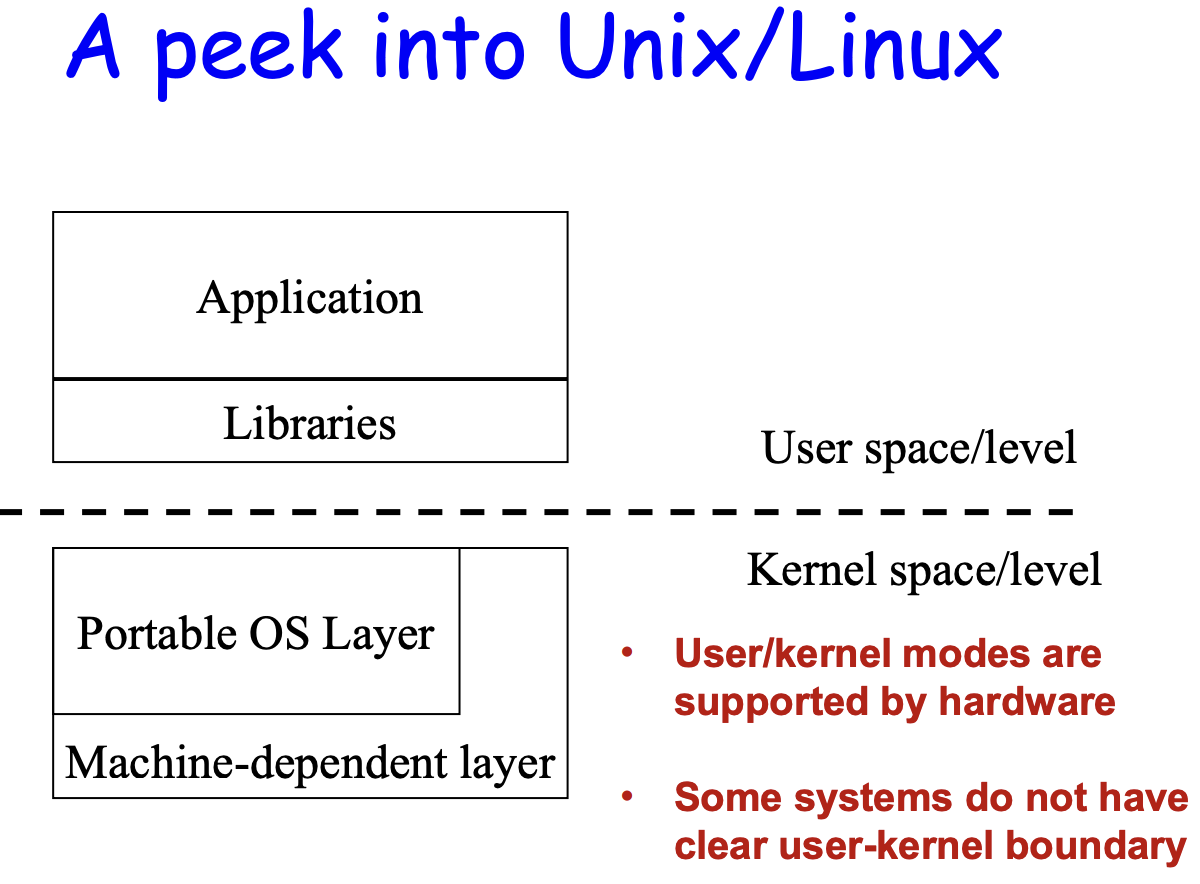 A peek into Unix/Linux
Application
Libraries
User space/level
Kernel space/level
Portable OS Layer
Machine-dependent layer
• User/kernel modes are
supported by hardware
• Some systems do not have
clear user-kernel boundary